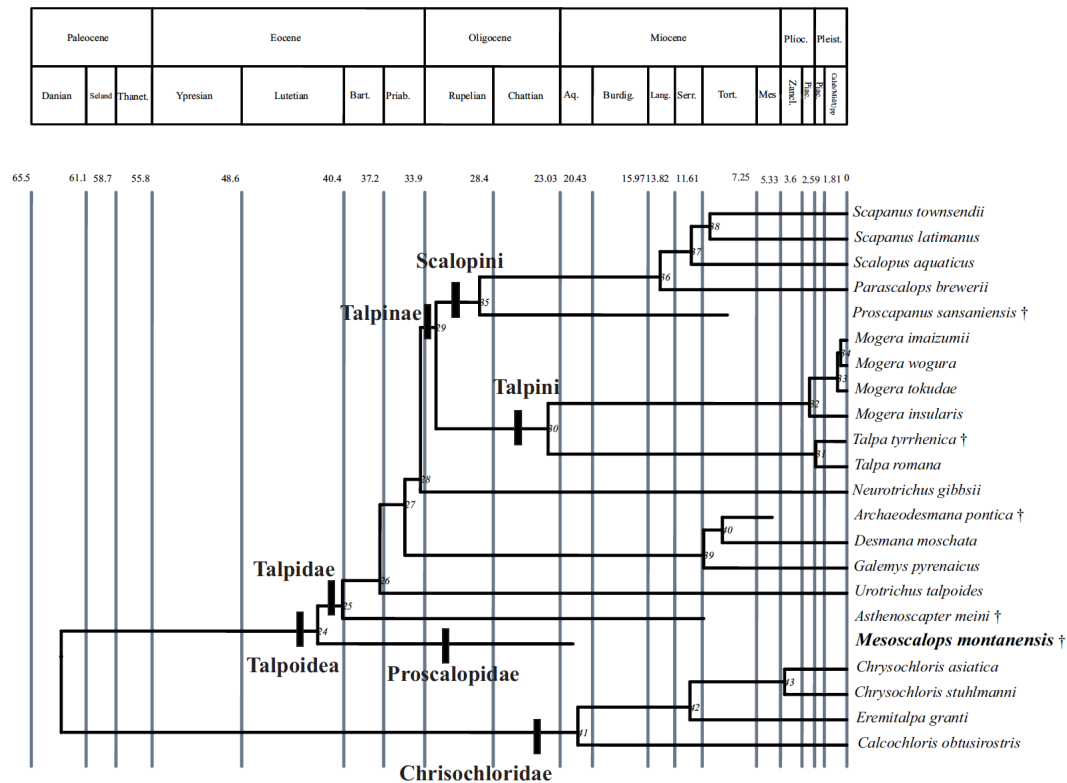 Paleocene Eocene Oligocene Miocene Plioc. Pleist.
Danian Seland Thanet. Ypresian Lutetian Bart. Priab. Rupelian Chattian Aq. Burdig. Lang. Serr. Tort. Mes Zancl. Piac. Calab/Mid/Upp
65.5 61.1 58.7 55.8 48.6 40.4 37.2 33.9 28.4 23.03 20.43 15.97 13.82 11.61 7.25 5.33 3.6 2.59 1.81 0
Scapanus townsendii
38
Scapanus latimanus
37
Scalopini
Scalopus aquaticus
36
Parascalops brewerii
35
Talpinae
Proscapanus sansaniensis †
29
Mogera imaizumii
34
Mogera wogura
33
Talpini
Mogera tokudae
32
Mogera insularis
30
Talpa tyrrhenica †
31
Talpa romana
28
Neurotrichus gibbsii
27
Archaeodesmana pontica †
40
Desmana moschata
39
Galemys pyrenaicus
Talpidae
26
Urotrichus talpoides
25
Asthenoscapter meini †
24
Mesoscalops montanensis †
Talpoidea
Proscalopidae
Chrysochloris asiatica
43
Chrysochloris stuhlmanni
42
Eremitalpa granti
41
Calcochloris obtusirostris
Chrisochloridae